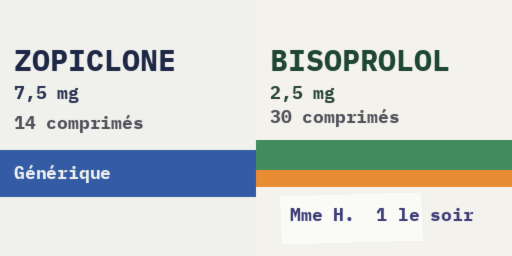 ZOPICLONE
7,5 mg
14 comprimés
Générique
BISOPROLOL
2,5 mg
30 comprimés
Mme H. 1 le soir